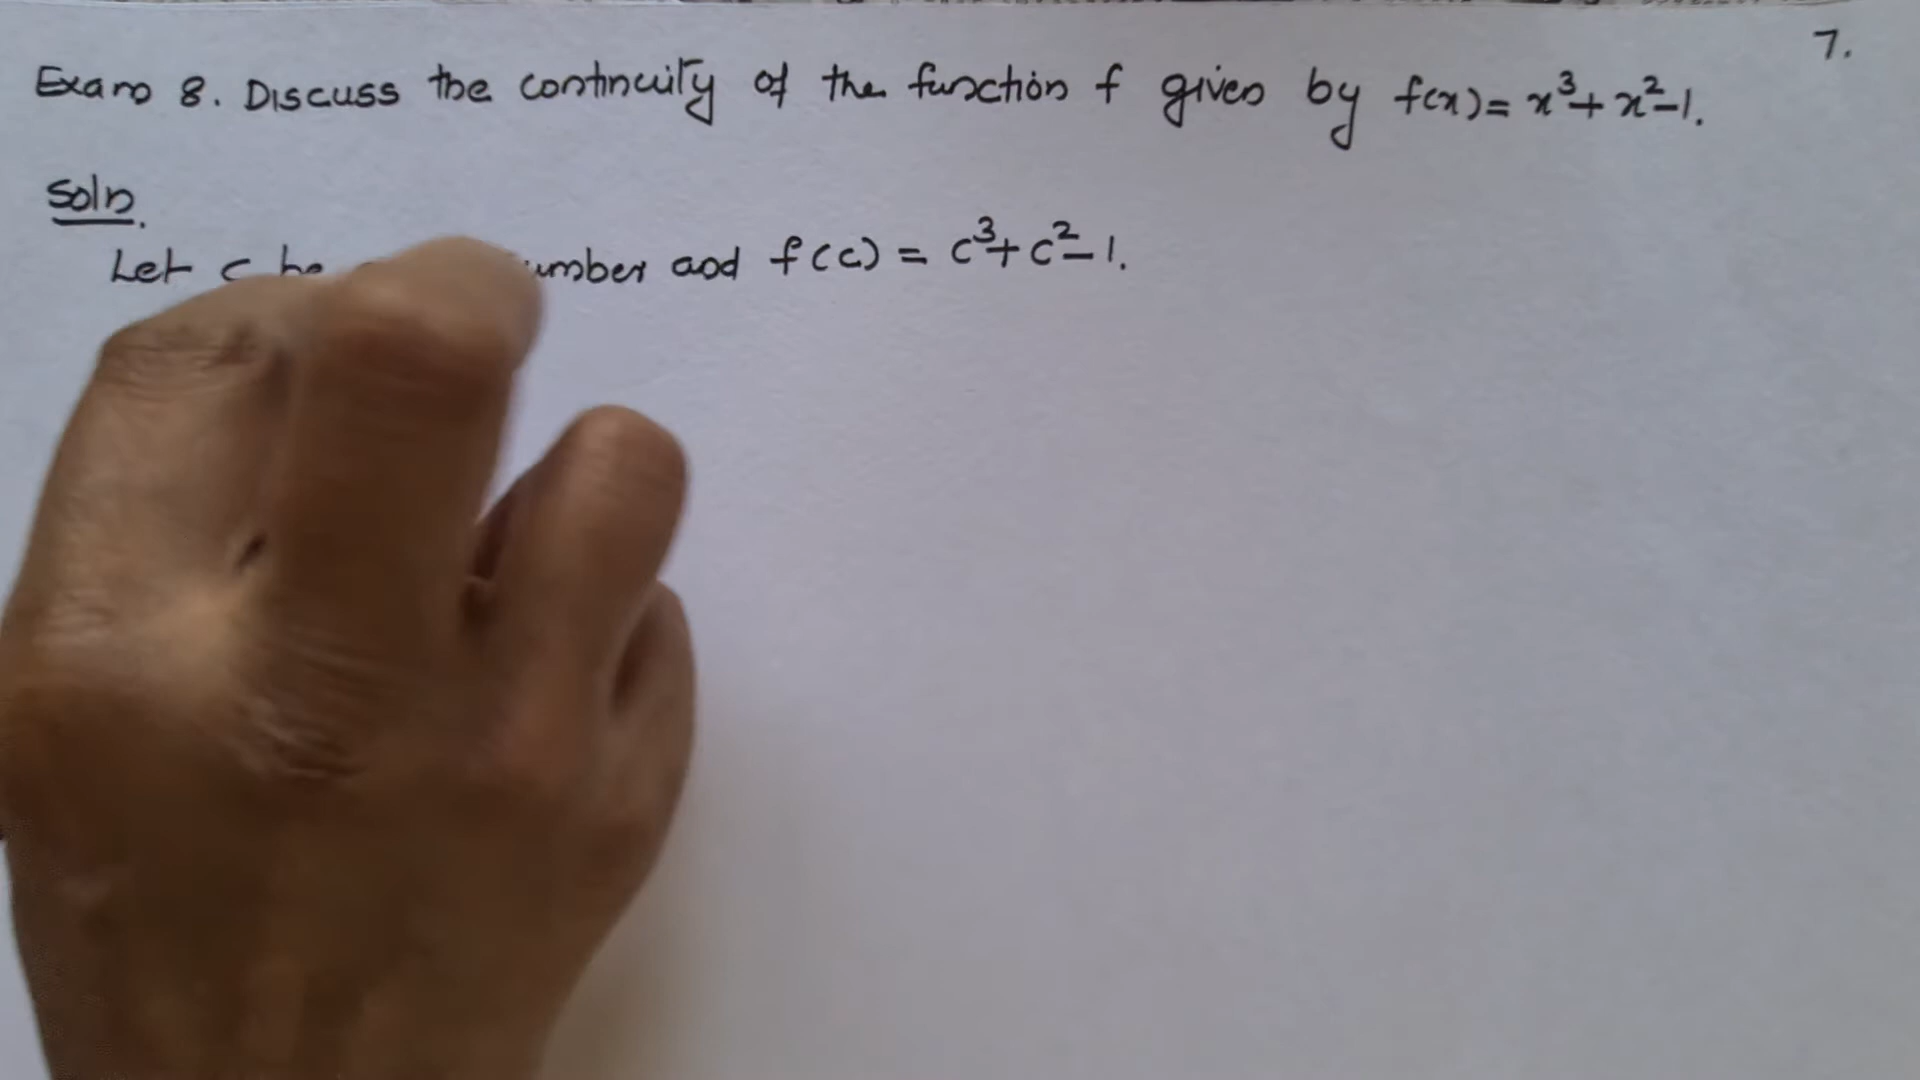 7.
Exam 8. Discuss the continuity of the function f given by f(x) = x³ + x² - 1.
Soln.
Let c be number and f(c) = c³ + c² - 1.